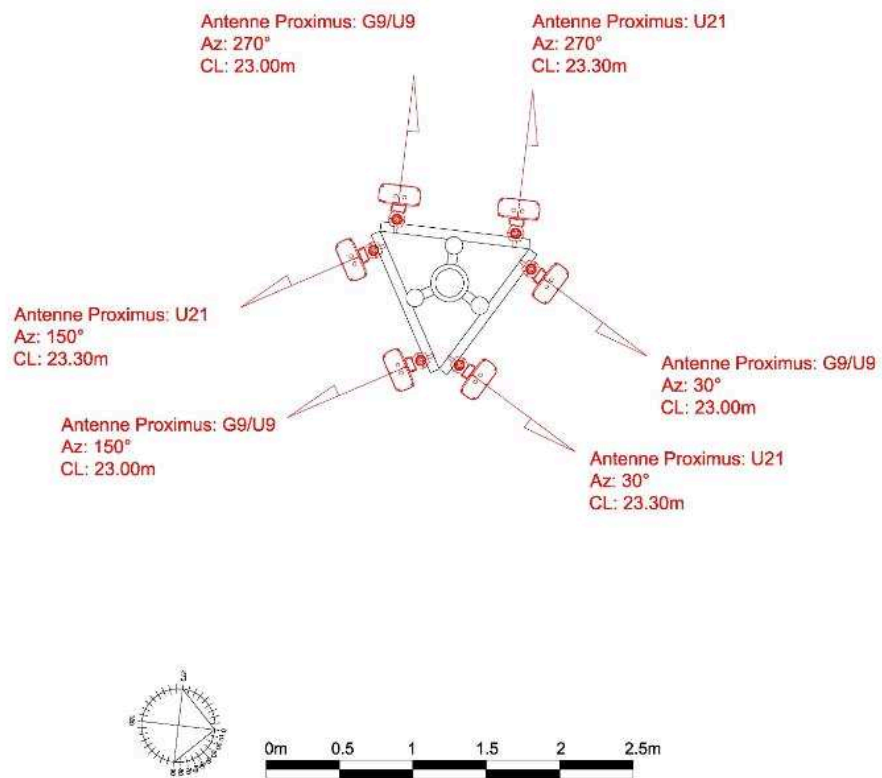 Antenne Proximus: G9/U9
Az: 270°
CL: 23.00m
Antenne Proximus: U21
Az: 270°
CL: 23.30m
Antenne Proximus: U21
Az: 150°
CL: 23.30m
Antenne Proximus: G9/U9
Az: 30°
CL: 23.00m
Antenne Proximus: G9/U9
Az: 150°
CL: 23.00m
Antenne Proximus: U21
Az: 30°
CL: 23.30m
0m 0.5 1 1.5 2 2.5m